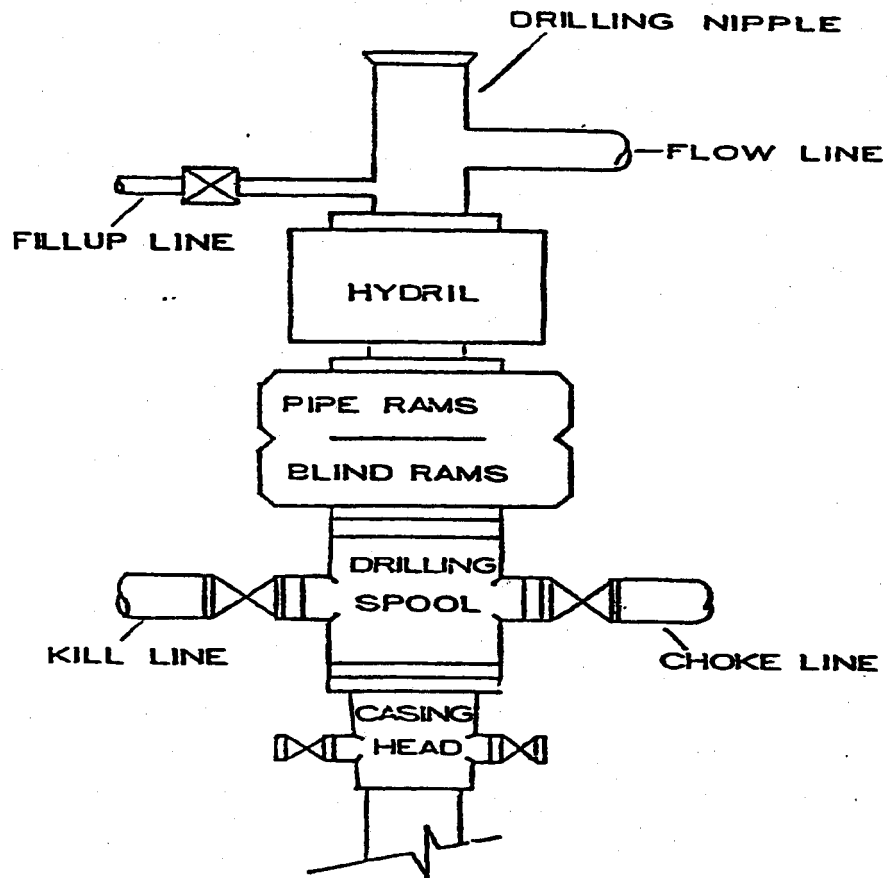 DRILLING NIPPLE
FLOW LINE
FILLUP LINE
HYDRIL
PIPE RAMS
BLIND RAMS
DRILLING
SPOOL
KILL LINE
CHOKE LINE
CASING
HEAD